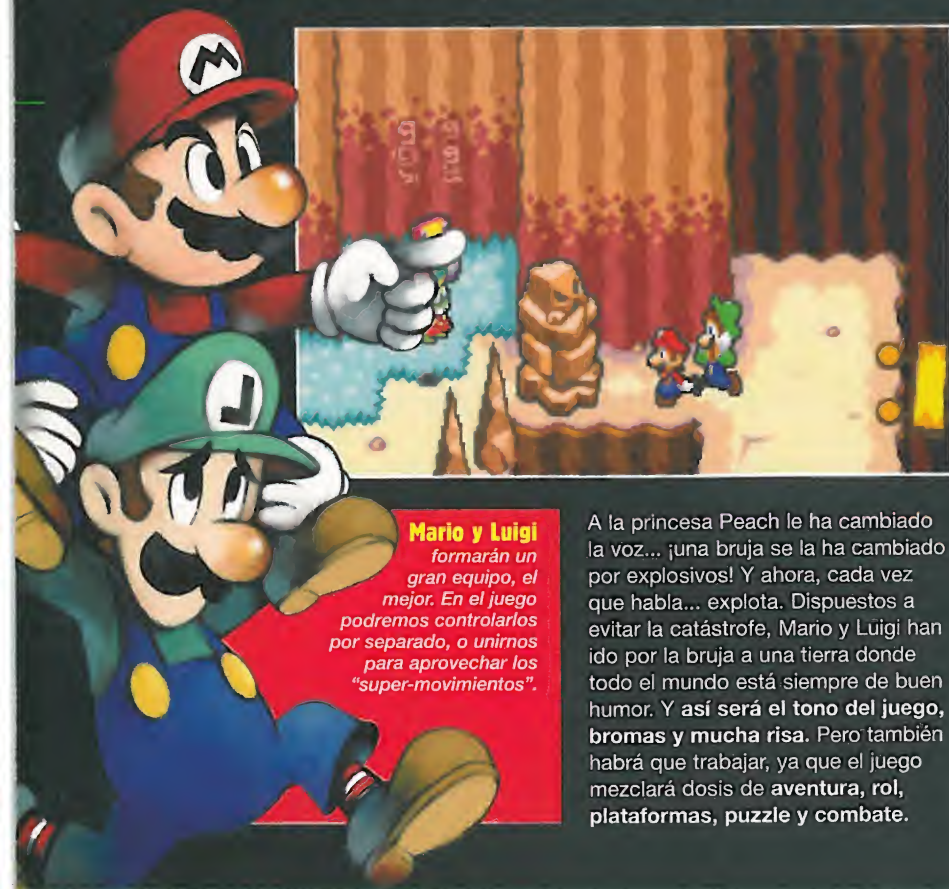 M
L
Mario y Luigi
formarán un
gran equipo, el
mejor. En el juego
podremos controlarlos
por separado, o unirnos
para aprovechar los
"super-movimientos".
A la princesa Peach le ha cambiado
la voz... ¡una bruja se la ha cambiado
por explosivos! Y ahora, cada vez
que habla... explota. Dispuestos a
evitar la catástrofe, Mario y Luigi han
ido por la bruja a una tierra donde
todo el mundo está siempre de buen
humor. Y así será el tono del juego,
bromas y mucha risa. Pero también
habrá que trabajar, ya que el juego
mezclará dosis de aventura, rol,
plataformas, puzzle y combate.